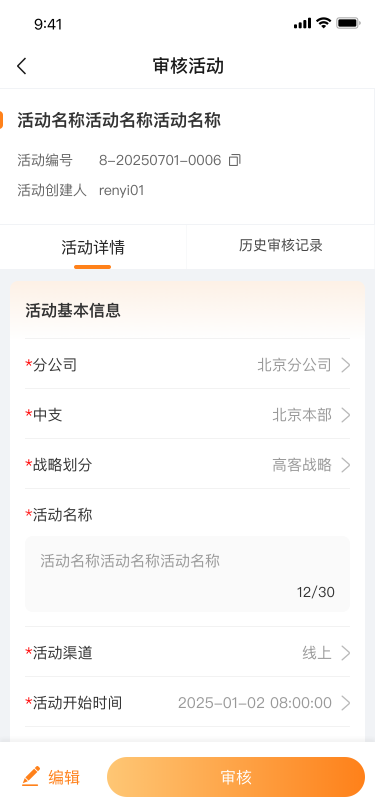 9:41
审核活动
活动名称活动名称活动名称
活动编号 8-20250701-0006
活动创建人 renyi01
活动详情 历史审核记录
活动基本信息
*分公司 北京分公司
*中支 北京本部
*战略划分 高客战略
*活动名称
活动名称活动名称活动名称
12/30
*活动渠道 线上
*活动开始时间 2025-01-02 08:00:00
编辑 审核